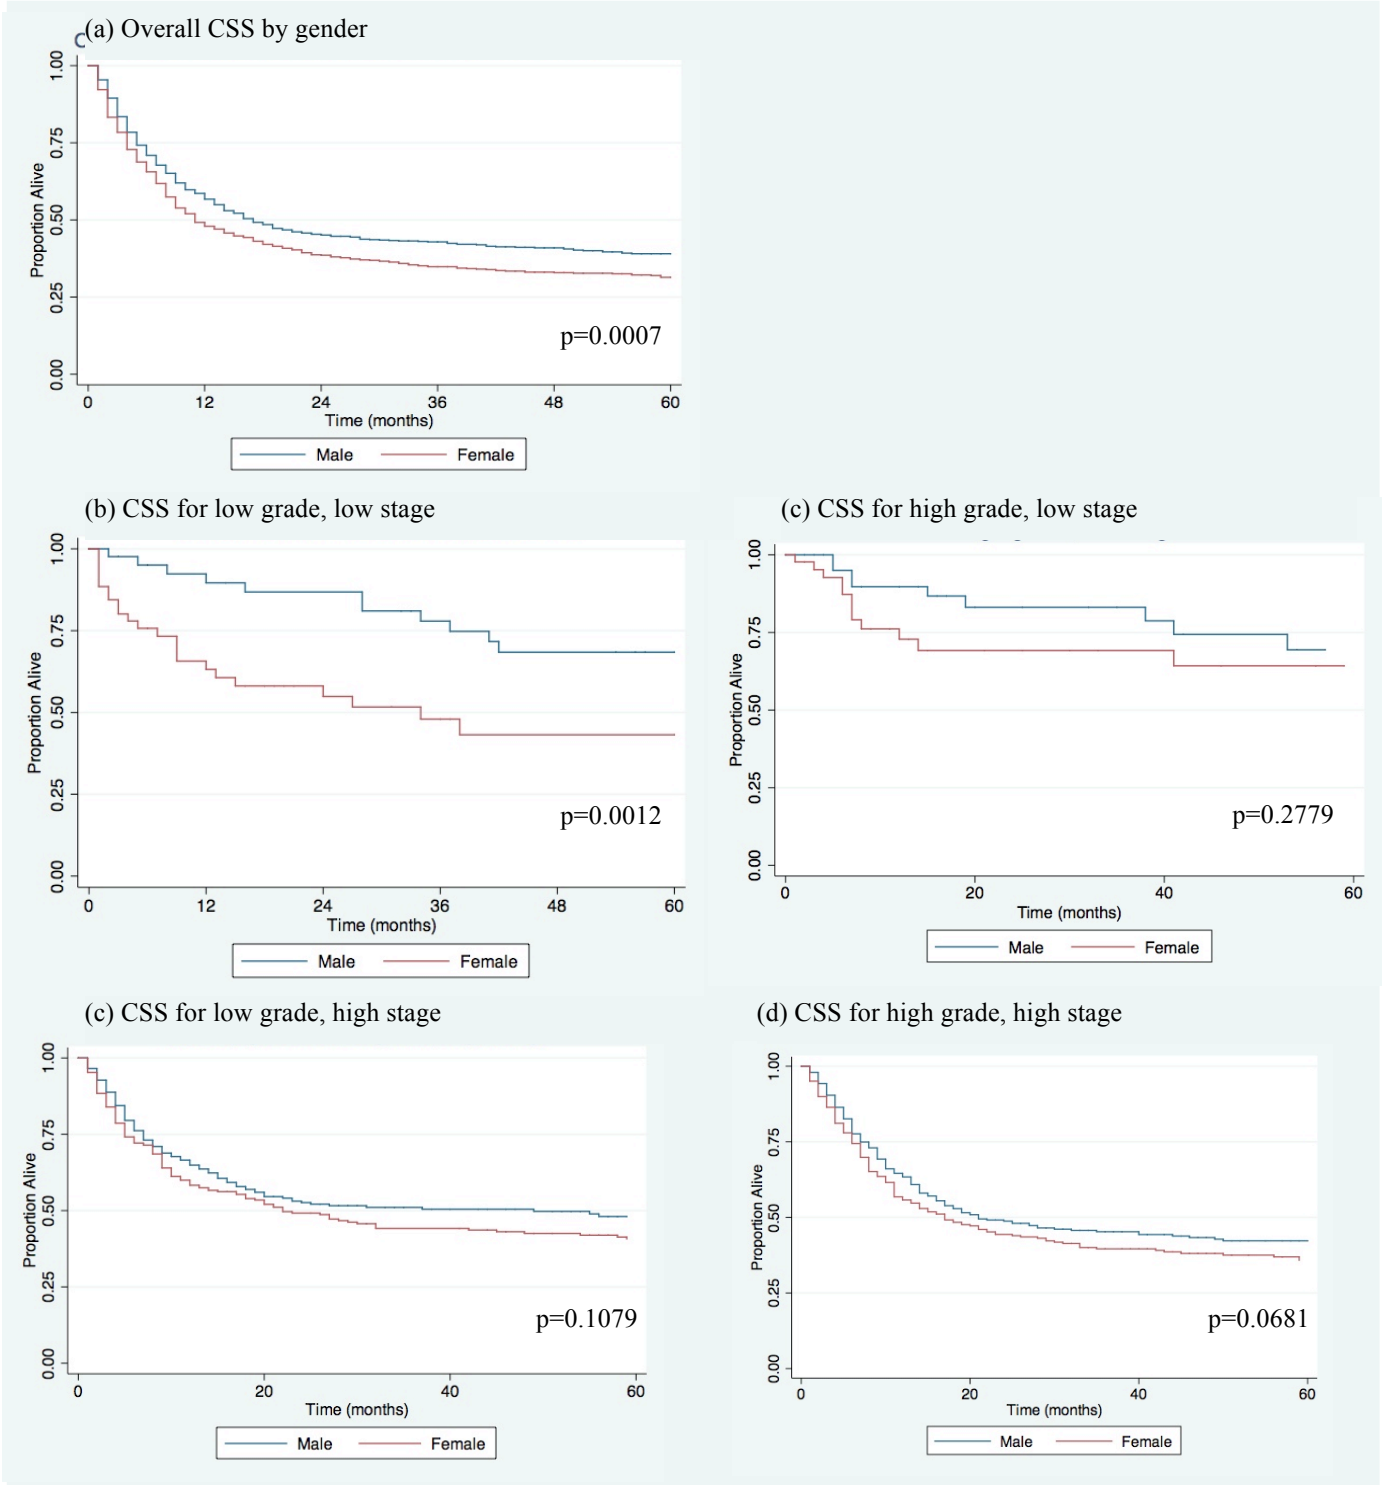 (a) Overall CSS by gender
C
1.00
0.75
0.50
0.25
0.00
Proportion Alive
p=0.0007
0 12 24 36 48 60
Time (months)
Male Female
(b) CSS for low grade, low stage
1.00
0.75
0.50
0.25
0.00
Proportion Alive
p=0.0012
0 12 24 36 48 60
Time (months)
Male Female
(c) CSS for high grade, low stage
1.00
0.75
0.50
0.25
0.00
Proportion Alive
p=0.2779
0 20 40 60
Time (months)
Male Female
(c) CSS for low grade, high stage
1.00
0.75
0.50
0.25
0.00
Proportion Alive
p=0.1079
0 20 40 60
Time (months)
Male Female
(d) CSS for high grade, high stage
1.00
0.75
0.50
0.25
0.00
Proportion Alive
p=0.0681
0 20 40 60
Time (months)
Male Female